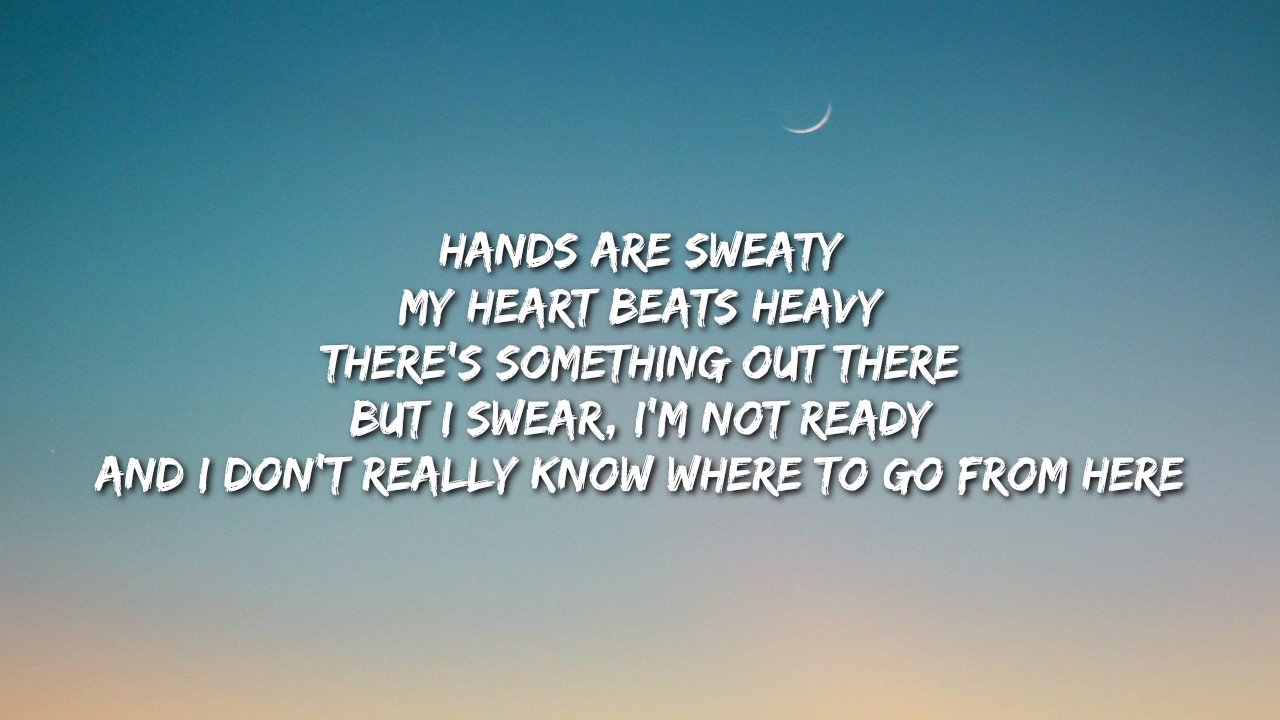 HANDS ARE SWEATY
MY HEART BEATS HEAVY
THERE'S SOMETHING OUT THERE
BUT I SWEAR, I'M NOT READY
AND I DON'T REALLY KNOW WHERE TO GO FROM HERE